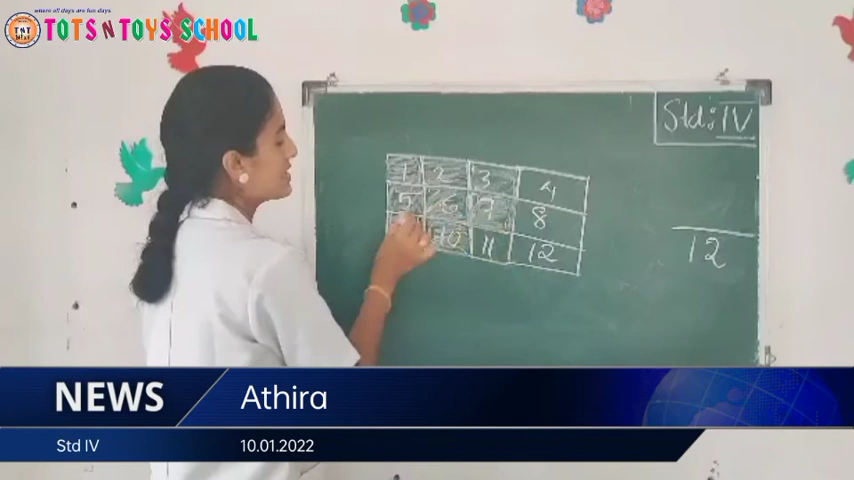 where all days are fun days
TNT
TOTS N TOYS SCHOOL
Std: IV
1 2 3 4
5 6 7 8
10 11 12
12
NEWS Athira
Std IV 10.01.2022